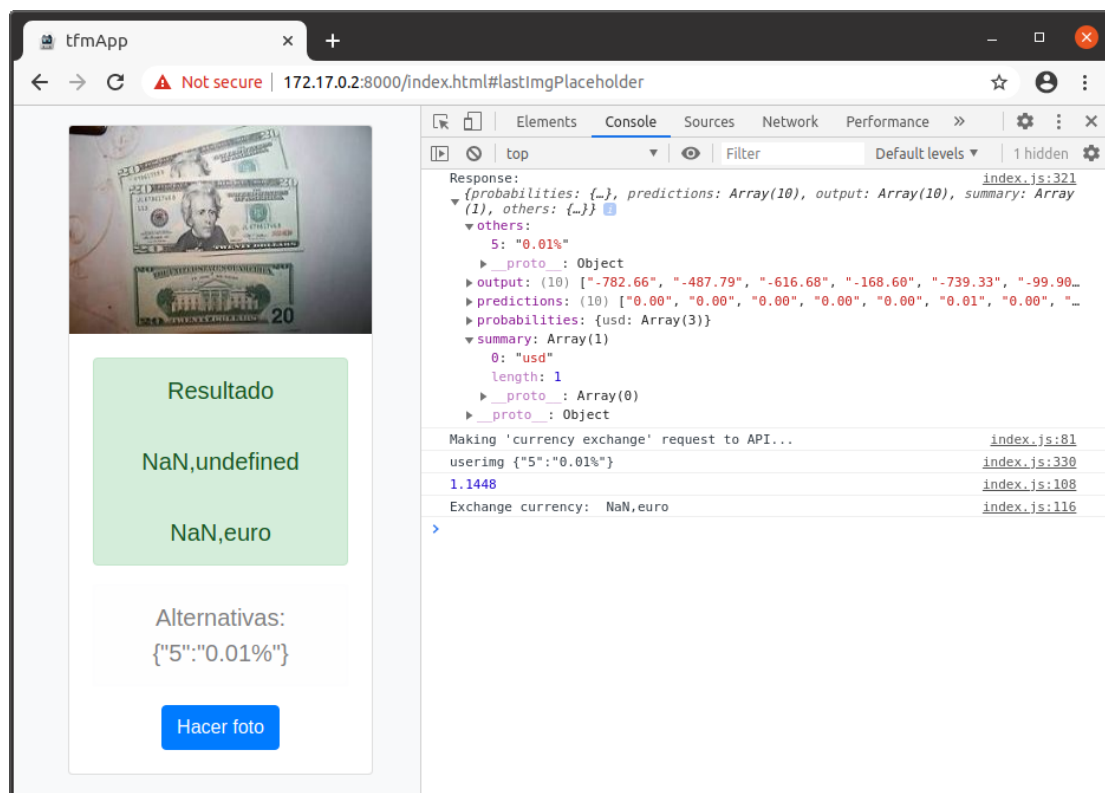 tfmApp
Not secure | 172.17.0.2:8000/index.html#lastImgPlaceholder
Elements Console Sources Network Performance »
top Filter Default levels 1 hidden
20
TWENTY DOLLARS
20 20
Resultado
NaN,undefined
NaN,euro
Alternativas:
{"5":"0.01%"}
Hacer foto
Response: index.js:321
{probabilities: {…}, predictions: Array(10), output: Array(10), summary: Array
(1), others: {…}} i
others:
5: "0.01%"
__proto__: Object
output: (10) ["-782.66", "-487.79", "-616.68", "-168.60", "-739.33", "-99.90…
predictions: (10) ["0.00", "0.00", "0.00", "0.00", "0.00", "0.01", "0.00", "…
probabilities: {usd: Array(3)}
summary: Array(1)
0: "usd"
length: 1
__proto__: Array(0)
__proto__: Object
Making 'currency exchange' request to API... index.js:81
userimg {"5":"0.01%"} index.js:330
1.1448 index.js:108
Exchange currency:  NaN,euro index.js:116